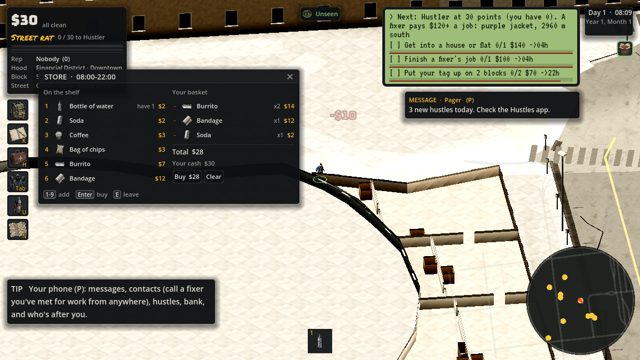 $30 all clean
STREET RAT 0 / 30 to Hustler
Rep Nobody (0)
Hood Financial District · Downtown
Block
Street
STORE · 08:00-22:00 ✕
On the shelf
1 Bottle of water have 1 $2
2 Soda $2
3 Coffee $3
4 Bag of chips $3
5 Burrito $7
6 Bandage $12
1-9 add Enter buy E leave
Your basket
− Burrito x2 $14
− Bandage x1 $12
− Soda x1 $2
Total $28
Your cash $30
Buy $28 Clear
Tab
Unseen
-$10
> Next: Hustler at 30 points (you have 0). A
fixer pays $120+ a job: purple jacket, 2960 m
south
[ ] Get into a house or flat 0/1 $140 ->04h
[ ] Finish a fixer's job 0/1 $100 ->04h
[ ] Put your tag up on 2 blocks 0/2 $70 ->22h
MESSAGE · Pager (P)
3 new hustles today. Check the Hustles app.
Day 1 · 08:09
Year 1, Month 1
TIP Your phone (P): messages, contacts (call a fixer
you've met for work from anywhere), hustles, bank,
and who's after you.
1